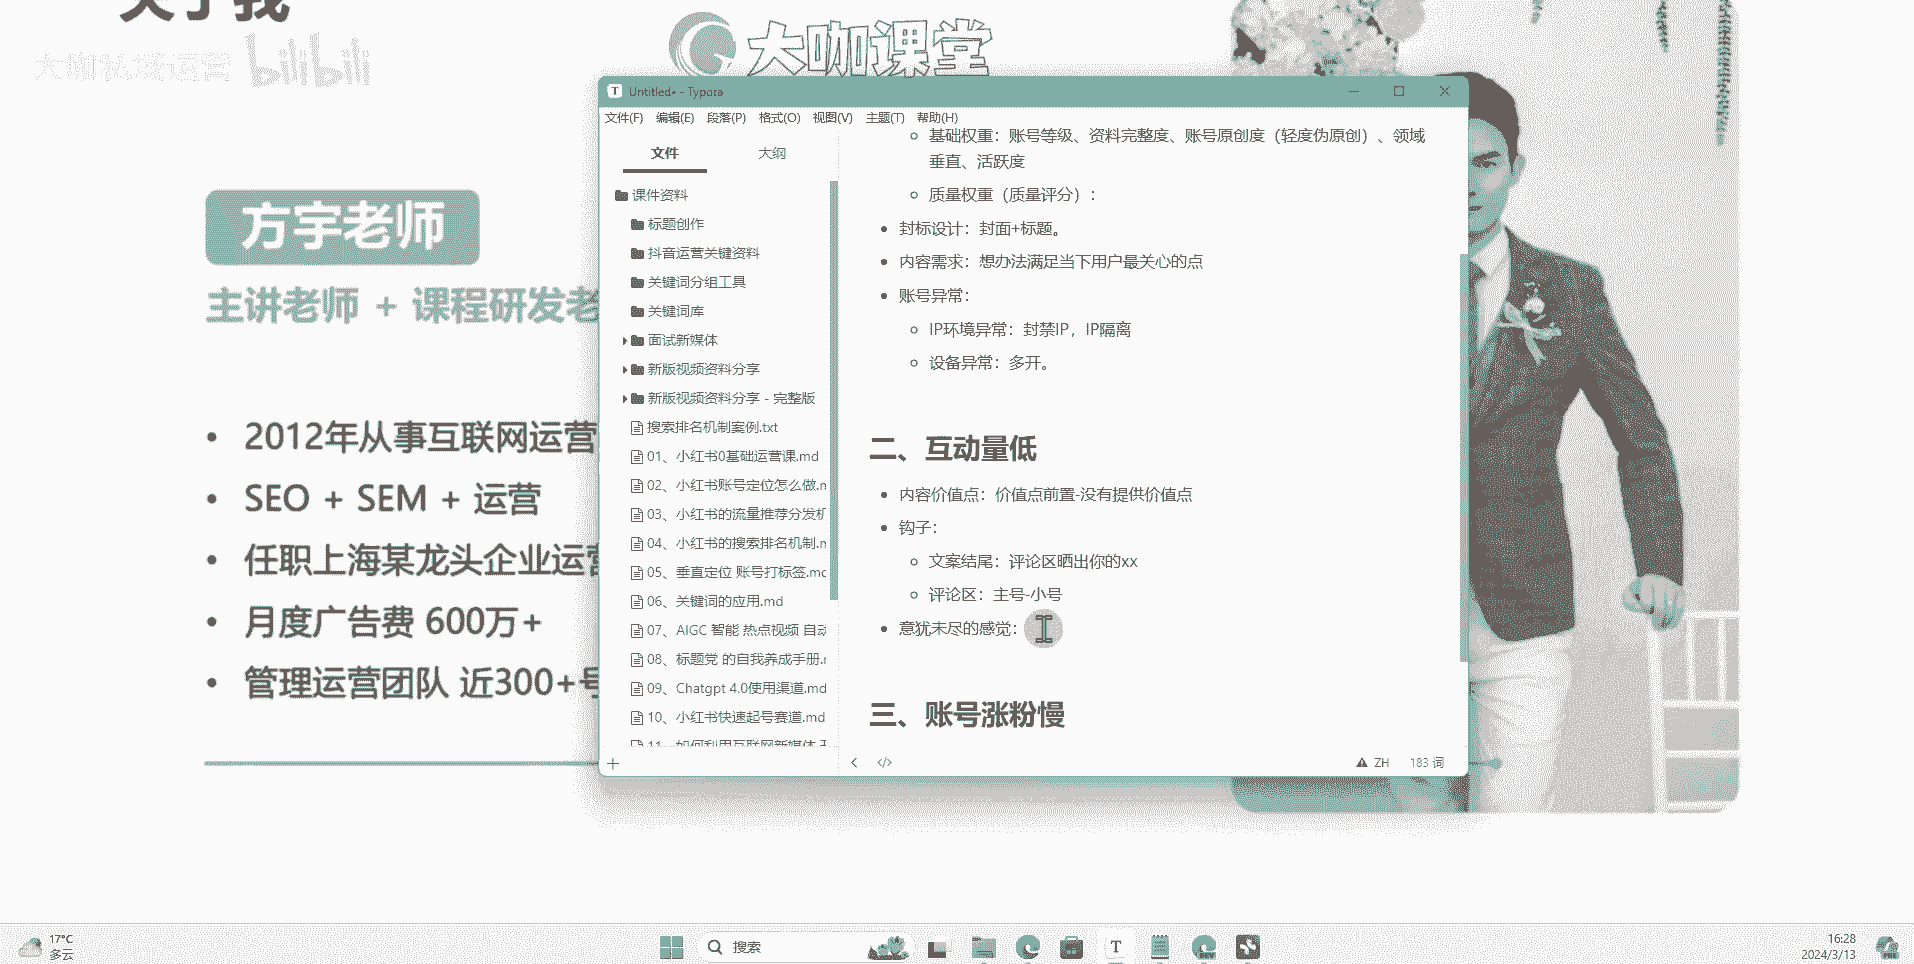 关于我
大咖私域运营 bilibili
大咖课堂
方宇老师
主讲老师 + 课程研发老
2012年从事互联网运营
SEO + SEM + 运营
任职上海某龙头企业运营
月度广告费 600万+
管理运营团队 近300+号
Untitled• - Typora
文件(F) 编辑(E) 段落(P) 格式(O) 视图(V) 主题(T) 帮助(H)
文件 大纲
课件资料
标题创作
抖音运营关键资料
关键词分组工具
关键词库
面试新媒体
新版视频资料分享
新版视频资料分享 - 完整版
搜索排名机制案例.txt
01、小红书0基础运营课.md
02、小红书账号定位怎么做.m
03、小红书的流量推荐分发机
04、小红书的搜索排名机制.m
05、垂直定位 账号打标签.md
06、关键词的应用.md
07、AIGC 智能 热点视频 自动
08、标题党 的自我养成手册.m
09、Chatgpt 4.0使用渠道.md
10、小红书快速起号赛道.md
11、如何利用互联网新媒体
基础权重：账号等级、资料完整度、账号原创度（轻度伪原创）、领域
垂直、活跃度
质量权重（质量评分）：
封标设计：封面+标题。
内容需求：想办法满足当下用户最关心的点
账号异常：
IP环境异常：封禁IP，IP隔离
设备异常：多开。
二、互动量低
内容价值点：价值点前置-没有提供价值点
钩子：
文案结尾：评论区晒出你的xx
评论区：主号-小号
意犹未尽的感觉：
三、账号涨粉慢
ZH 183 词
17°C
多云
搜索
16:28
2024/3/13